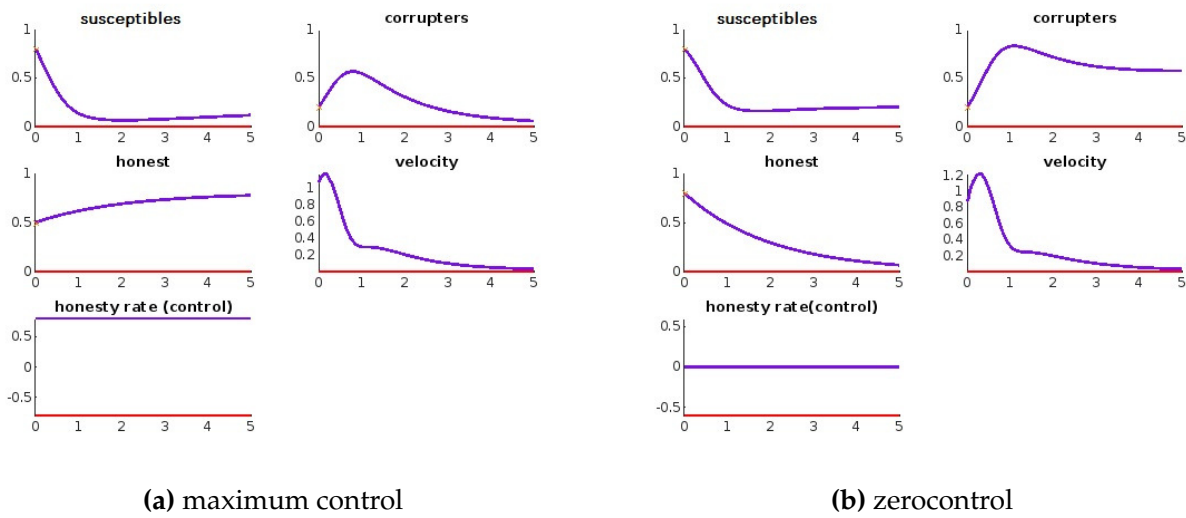 susceptibles
1
0.5
0
0 1 2 3 4 5
corrupters
1
0.5
0
0 1 2 3 4 5
honest
1
0.5
0
0 1 2 3 4 5
velocity
1
0.8
0.6
0.4
0.2
0 1 2 3 4 5
honesty rate (control)
0.5
0
-0.5
0 1 2 3 4 5
(a) maximum control
susceptibles
1
0.5
0
0 1 2 3 4 5
corrupters
1
0.5
0
0 1 2 3 4 5
honest
1
0.5
0
0 1 2 3 4 5
velocity
1.2
1
0.8
0.6
0.4
0.2
0 1 2 3 4 5
honesty rate(control)
0.5
0
-0.5
0 1 2 3 4 5
(b) zerocontrol